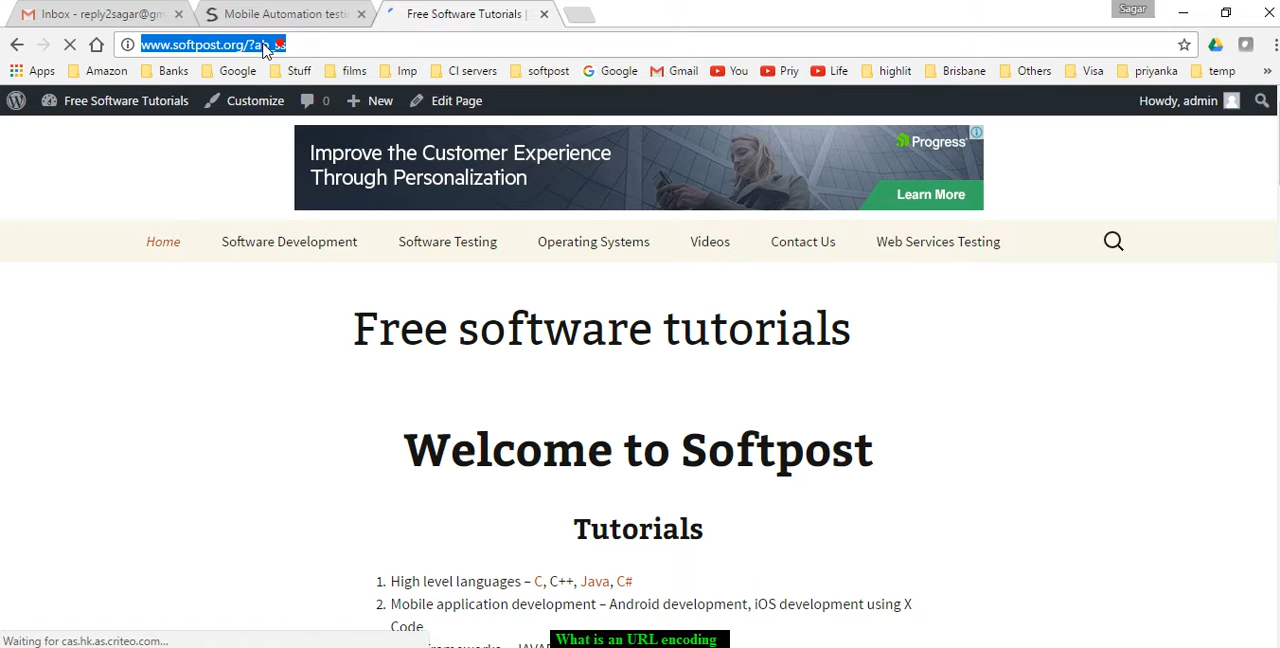 Inbox - reply2sagar@gm
Mobile Automation testi
Free Software Tutorials
Sagar
www.softpost.org/?ab
Apps Amazon Banks Google Stuff films Imp CI servers softpost Google Gmail You Priy Life highlit Brisbane Others Visa priyanka temp »
Free Software Tutorials Customize 0 New Edit Page Howdy, admin
Improve the Customer Experience
Through Personalization
Progress
Learn More
Home Software Development Software Testing Operating Systems Videos Contact Us Web Services Testing
Free software tutorials
Welcome to Softpost
Tutorials
1. High level languages – C, C++, Java, C#
2. Mobile application development – Android development, iOS development using X
Code
Waiting for cas.hk.as.criteo.com...
What is an URL encoding